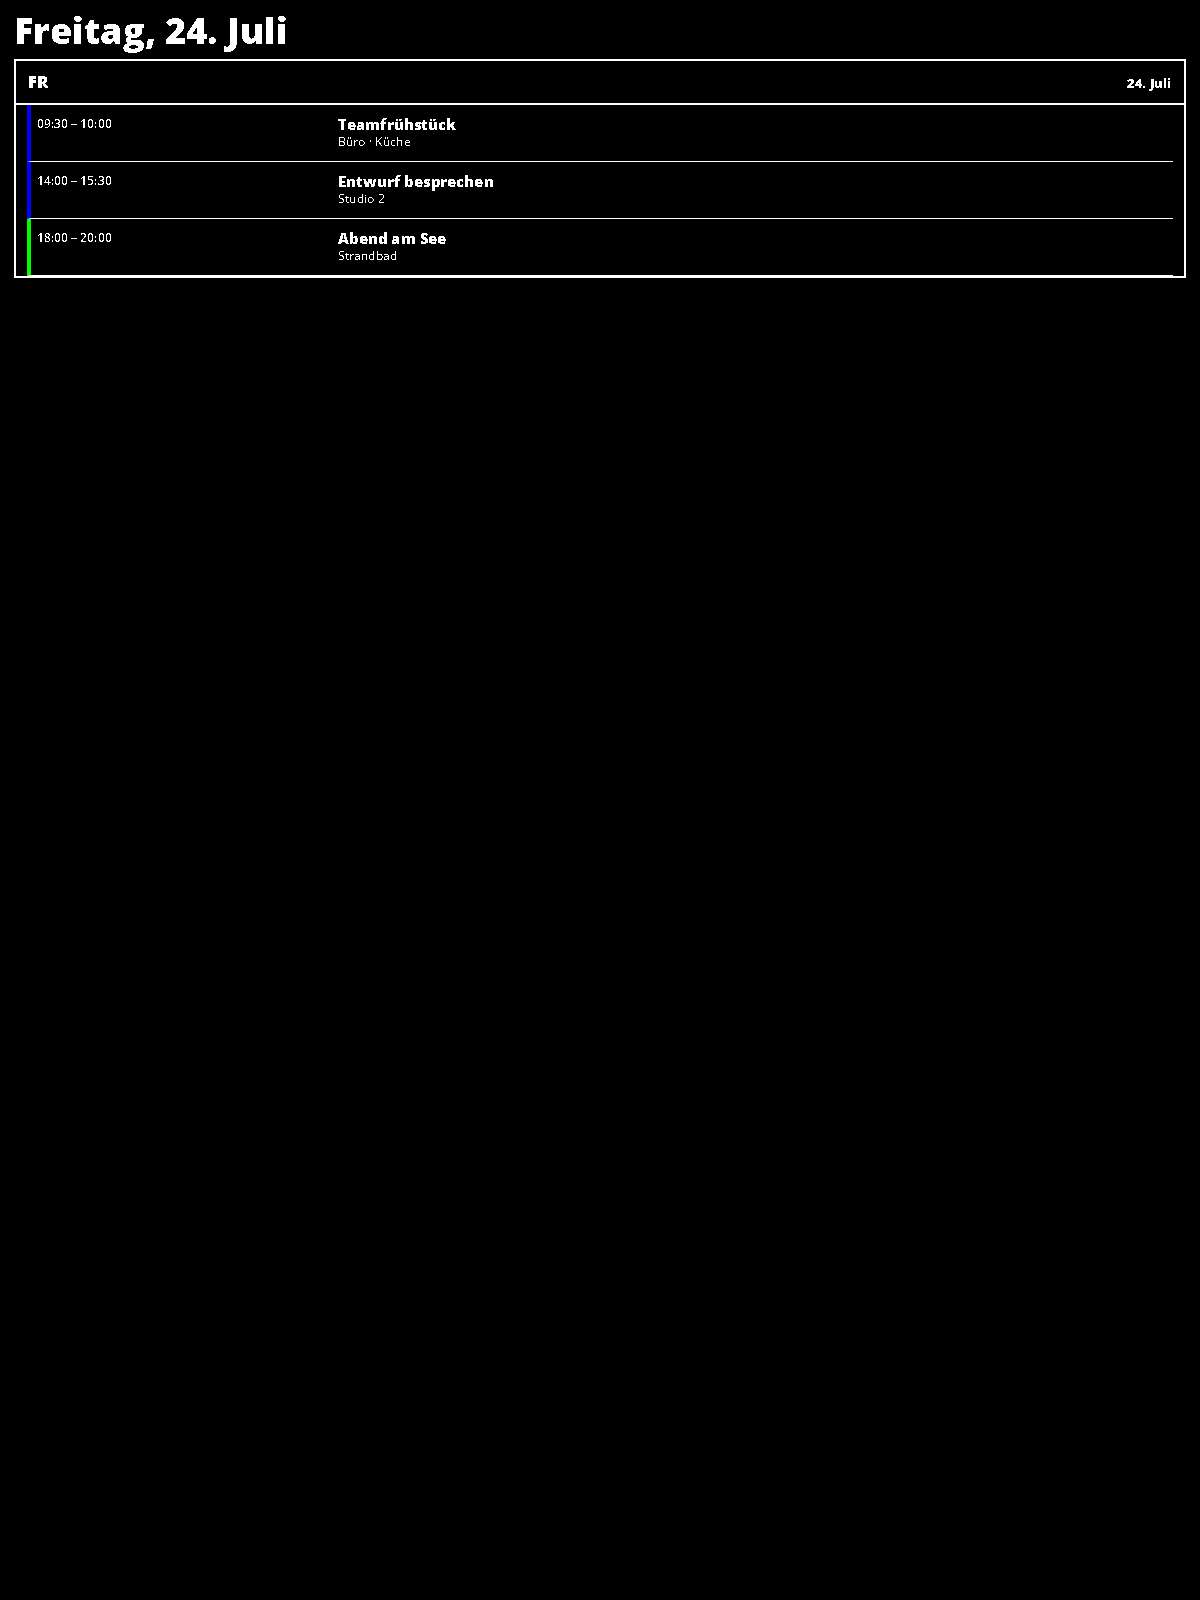 Freitag, 24. Juli
FR 24. Juli
09:30 – 10:00 Teamfrühstück
Büro · Küche
14:00 – 15:30 Entwurf besprechen
Studio 2
18:00 – 20:00 Abend am See
Strandbad